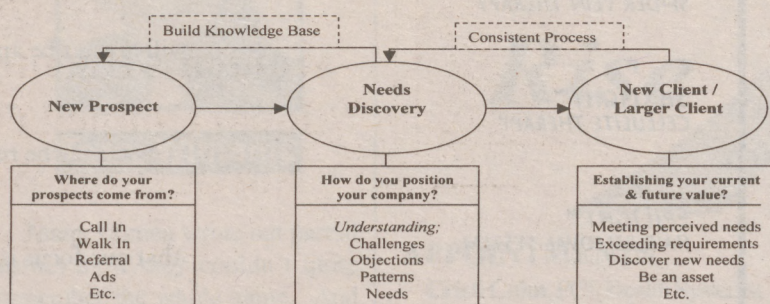 Build Knowledge Base
Consistent Process
New Prospect
Needs
Discovery
New Client /
Larger Client
Where do your
prospects come from?
Call In
Walk In
Referral
Ads
Etc.
How do you position
your company?
Understanding;
Challenges
Objections
Patterns
Needs
Establishing your current
& future value?
Meeting perceived needs
Exceeding requirements
Discover new needs
Be an asset
Etc.